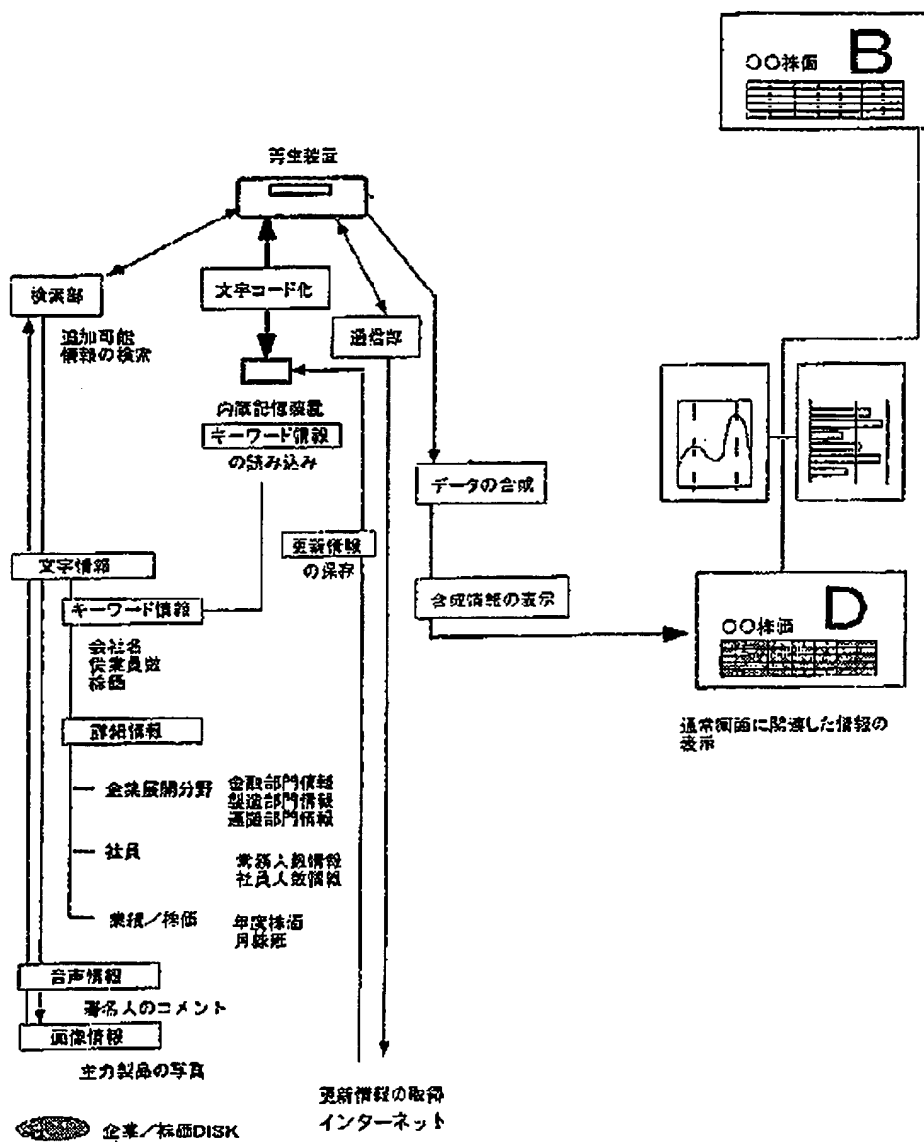 B
〇〇株価
再生装置
検索部
文字コード化
通信部
追加可能
情報の検索
内蔵記憶装置
キーワード情報
の読み込み
データの合成
文字情報
更新情報
の保存
キーワード情報
合成情報の表示
D
〇〇株価
会社名
従業員数
株価
詳細情報
通常画面に関連した情報の
表示
企業展開分野
金融部門情報
製造部門情報
通信部門情報
社員
常務人数情報
社員人数情報
業績/株価
年度株価
音声情報
著名人のコメント
画像情報
主力製品の写真
更新情報の取得
インターネット
企業/株価DISK